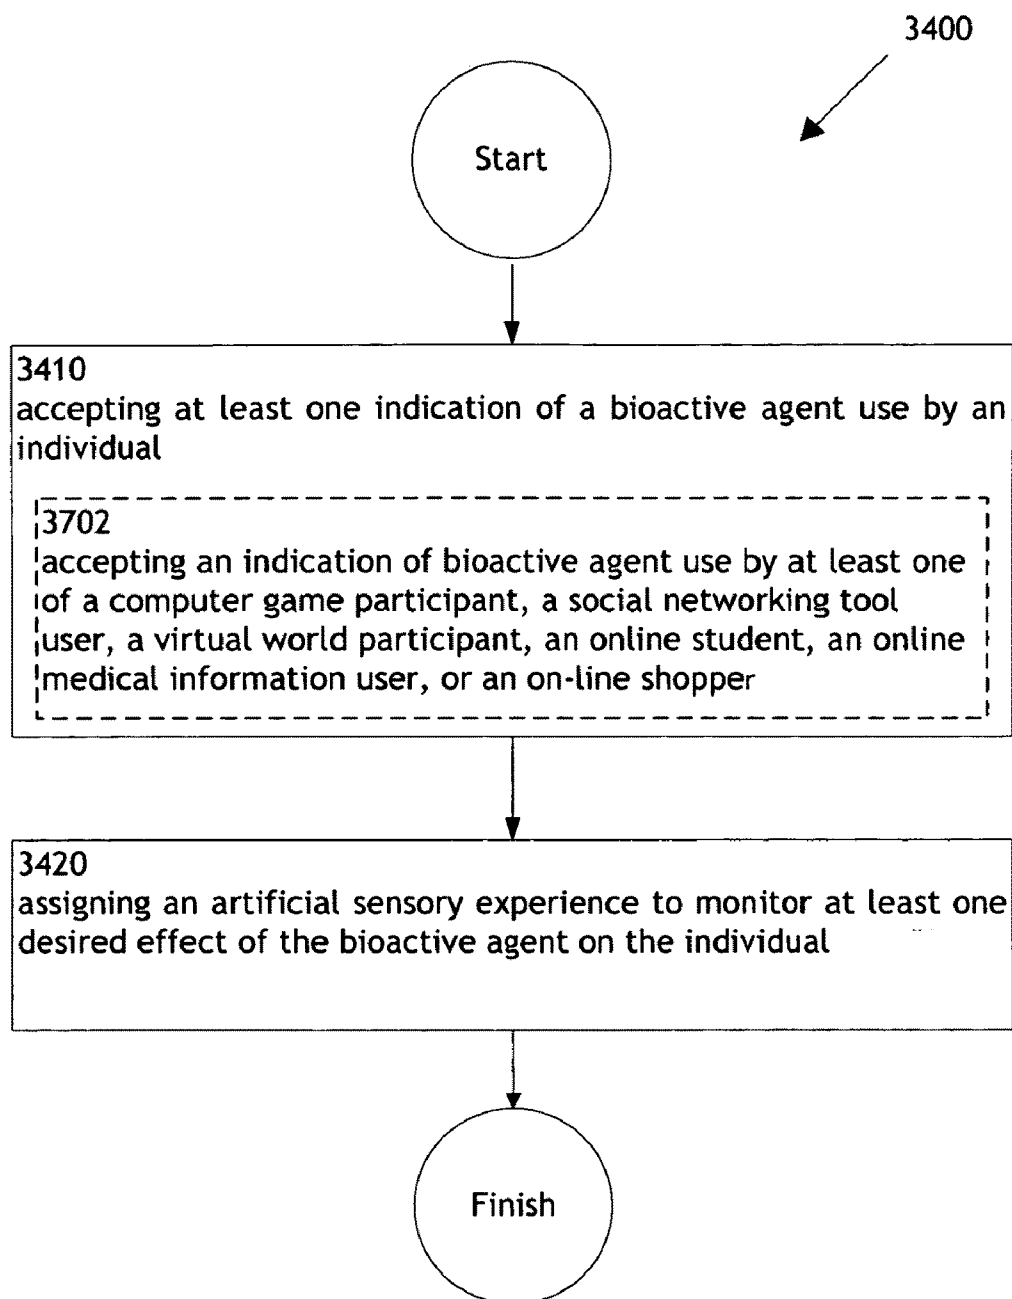 3400
Start
3410
accepting at least one indication of a bioactive agent use by an
individual
3702
accepting an indication of bioactive agent use by at least one
of a computer game participant, a social networking tool
user, a virtual world participant, an online student, an online
medical information user, or an on-line shopper
3420
assigning an artificial sensory experience to monitor at least one
desired effect of the bioactive agent on the individual
Finish